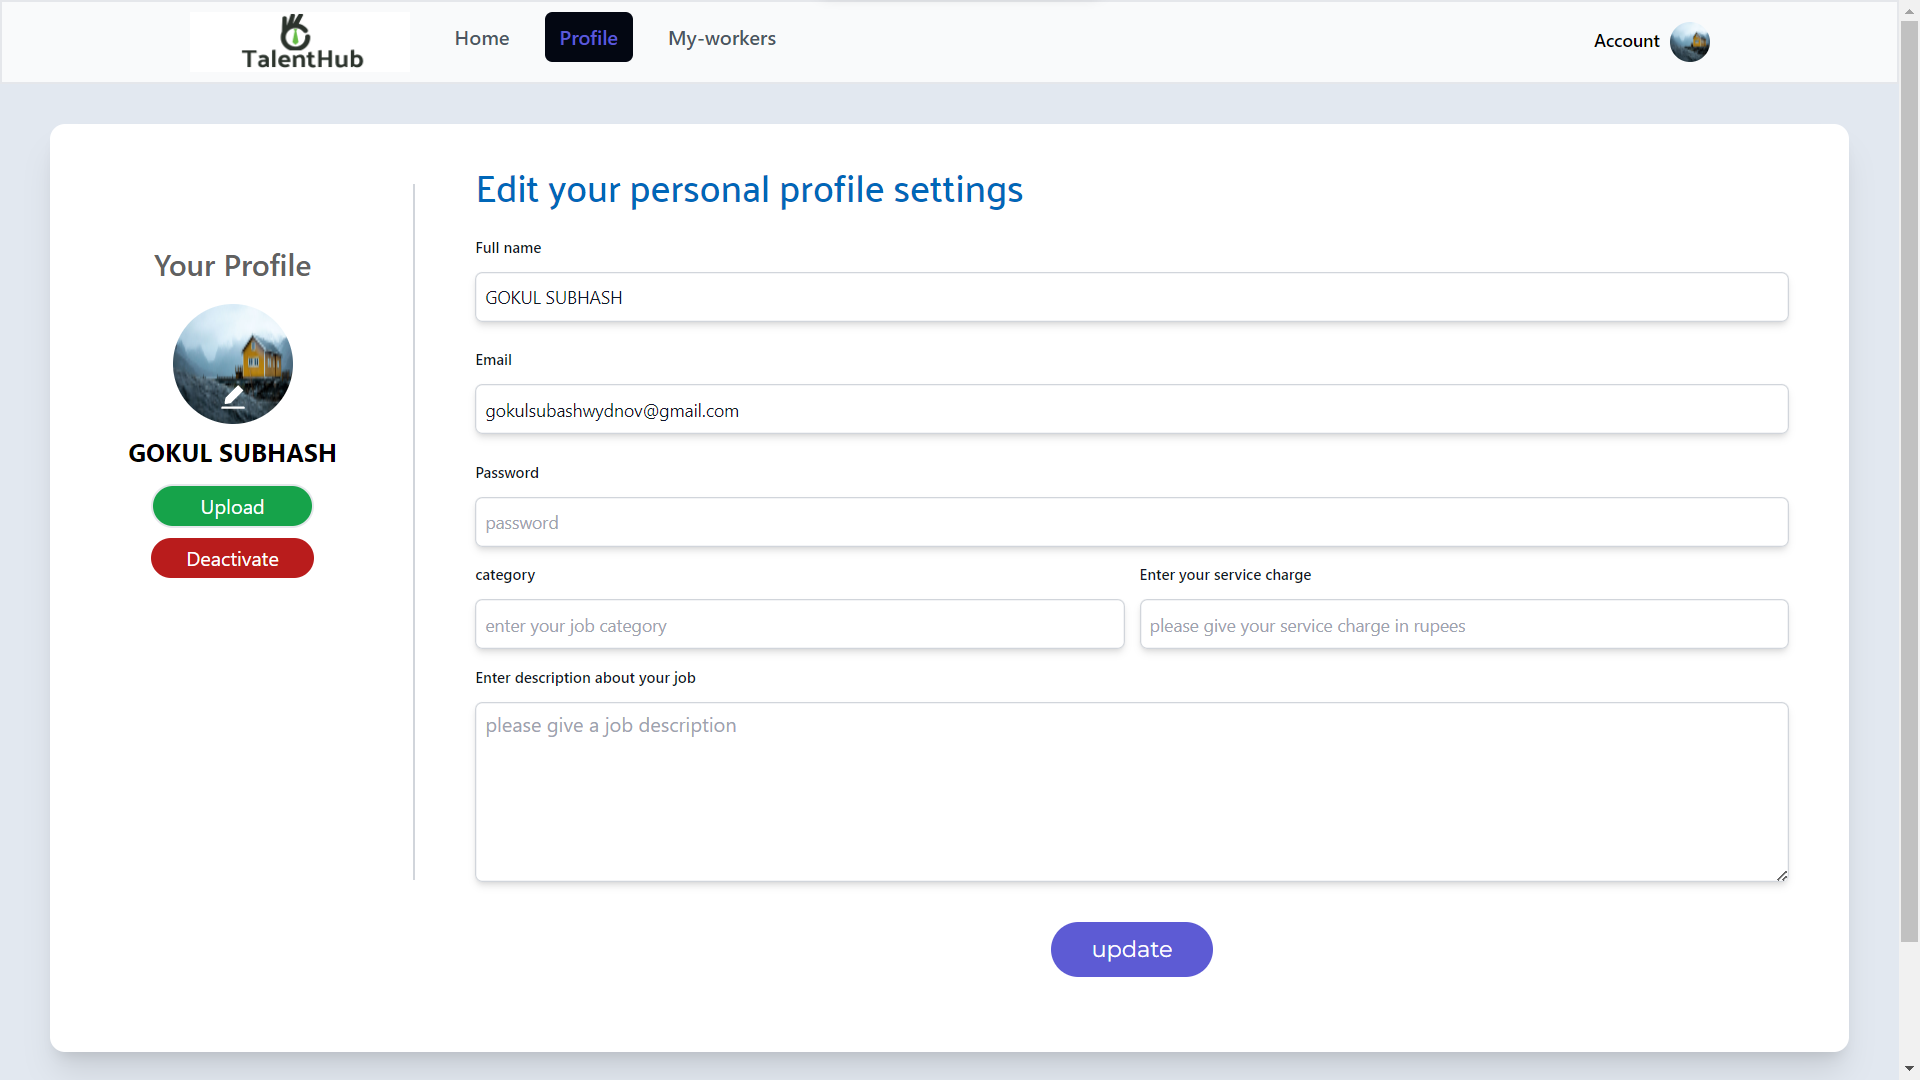 TalentHub
Home
Profile
My-workers
Account
Your Profile
GOKUL SUBHASH
Upload
Deactivate
Edit your personal profile settings
Full name
GOKUL SUBHASH
Email
gokulsubashwydnov@gmail.com
Password
password
category
Enter your service charge
enter your job category
please give your service charge in rupees
Enter description about your job
please give a job description
update